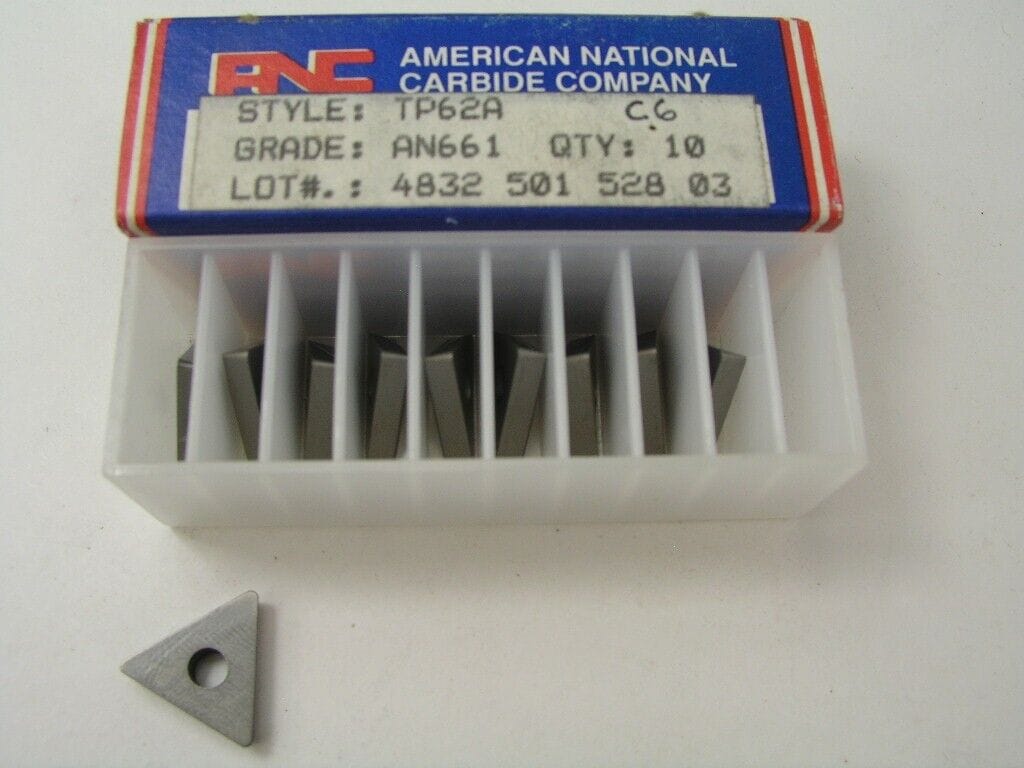 ANC AMERICAN NATIONAL
CARBIDE COMPANY
STYLE: TP62A C6
GRADE: AN661 QTY: 10
LOT#.: 4832 501 528 03